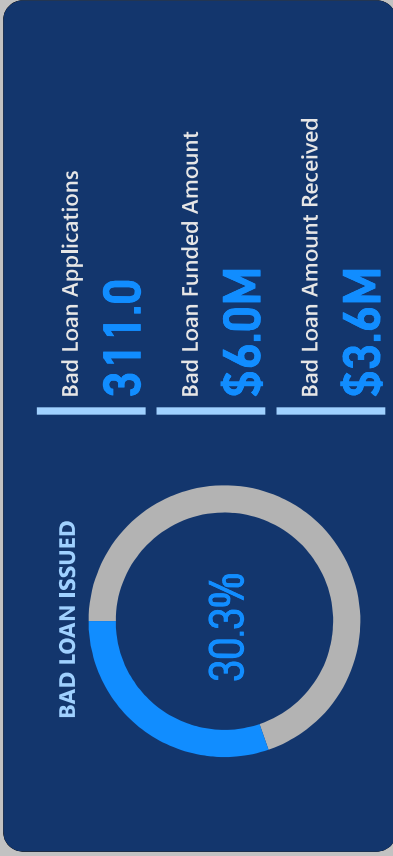 BAD LOAN ISSUED
30.3%
Bad Loan Applications
311.0
Bad Loan Funded Amount
$6.0M
Bad Loan Amount Received
$3.6M